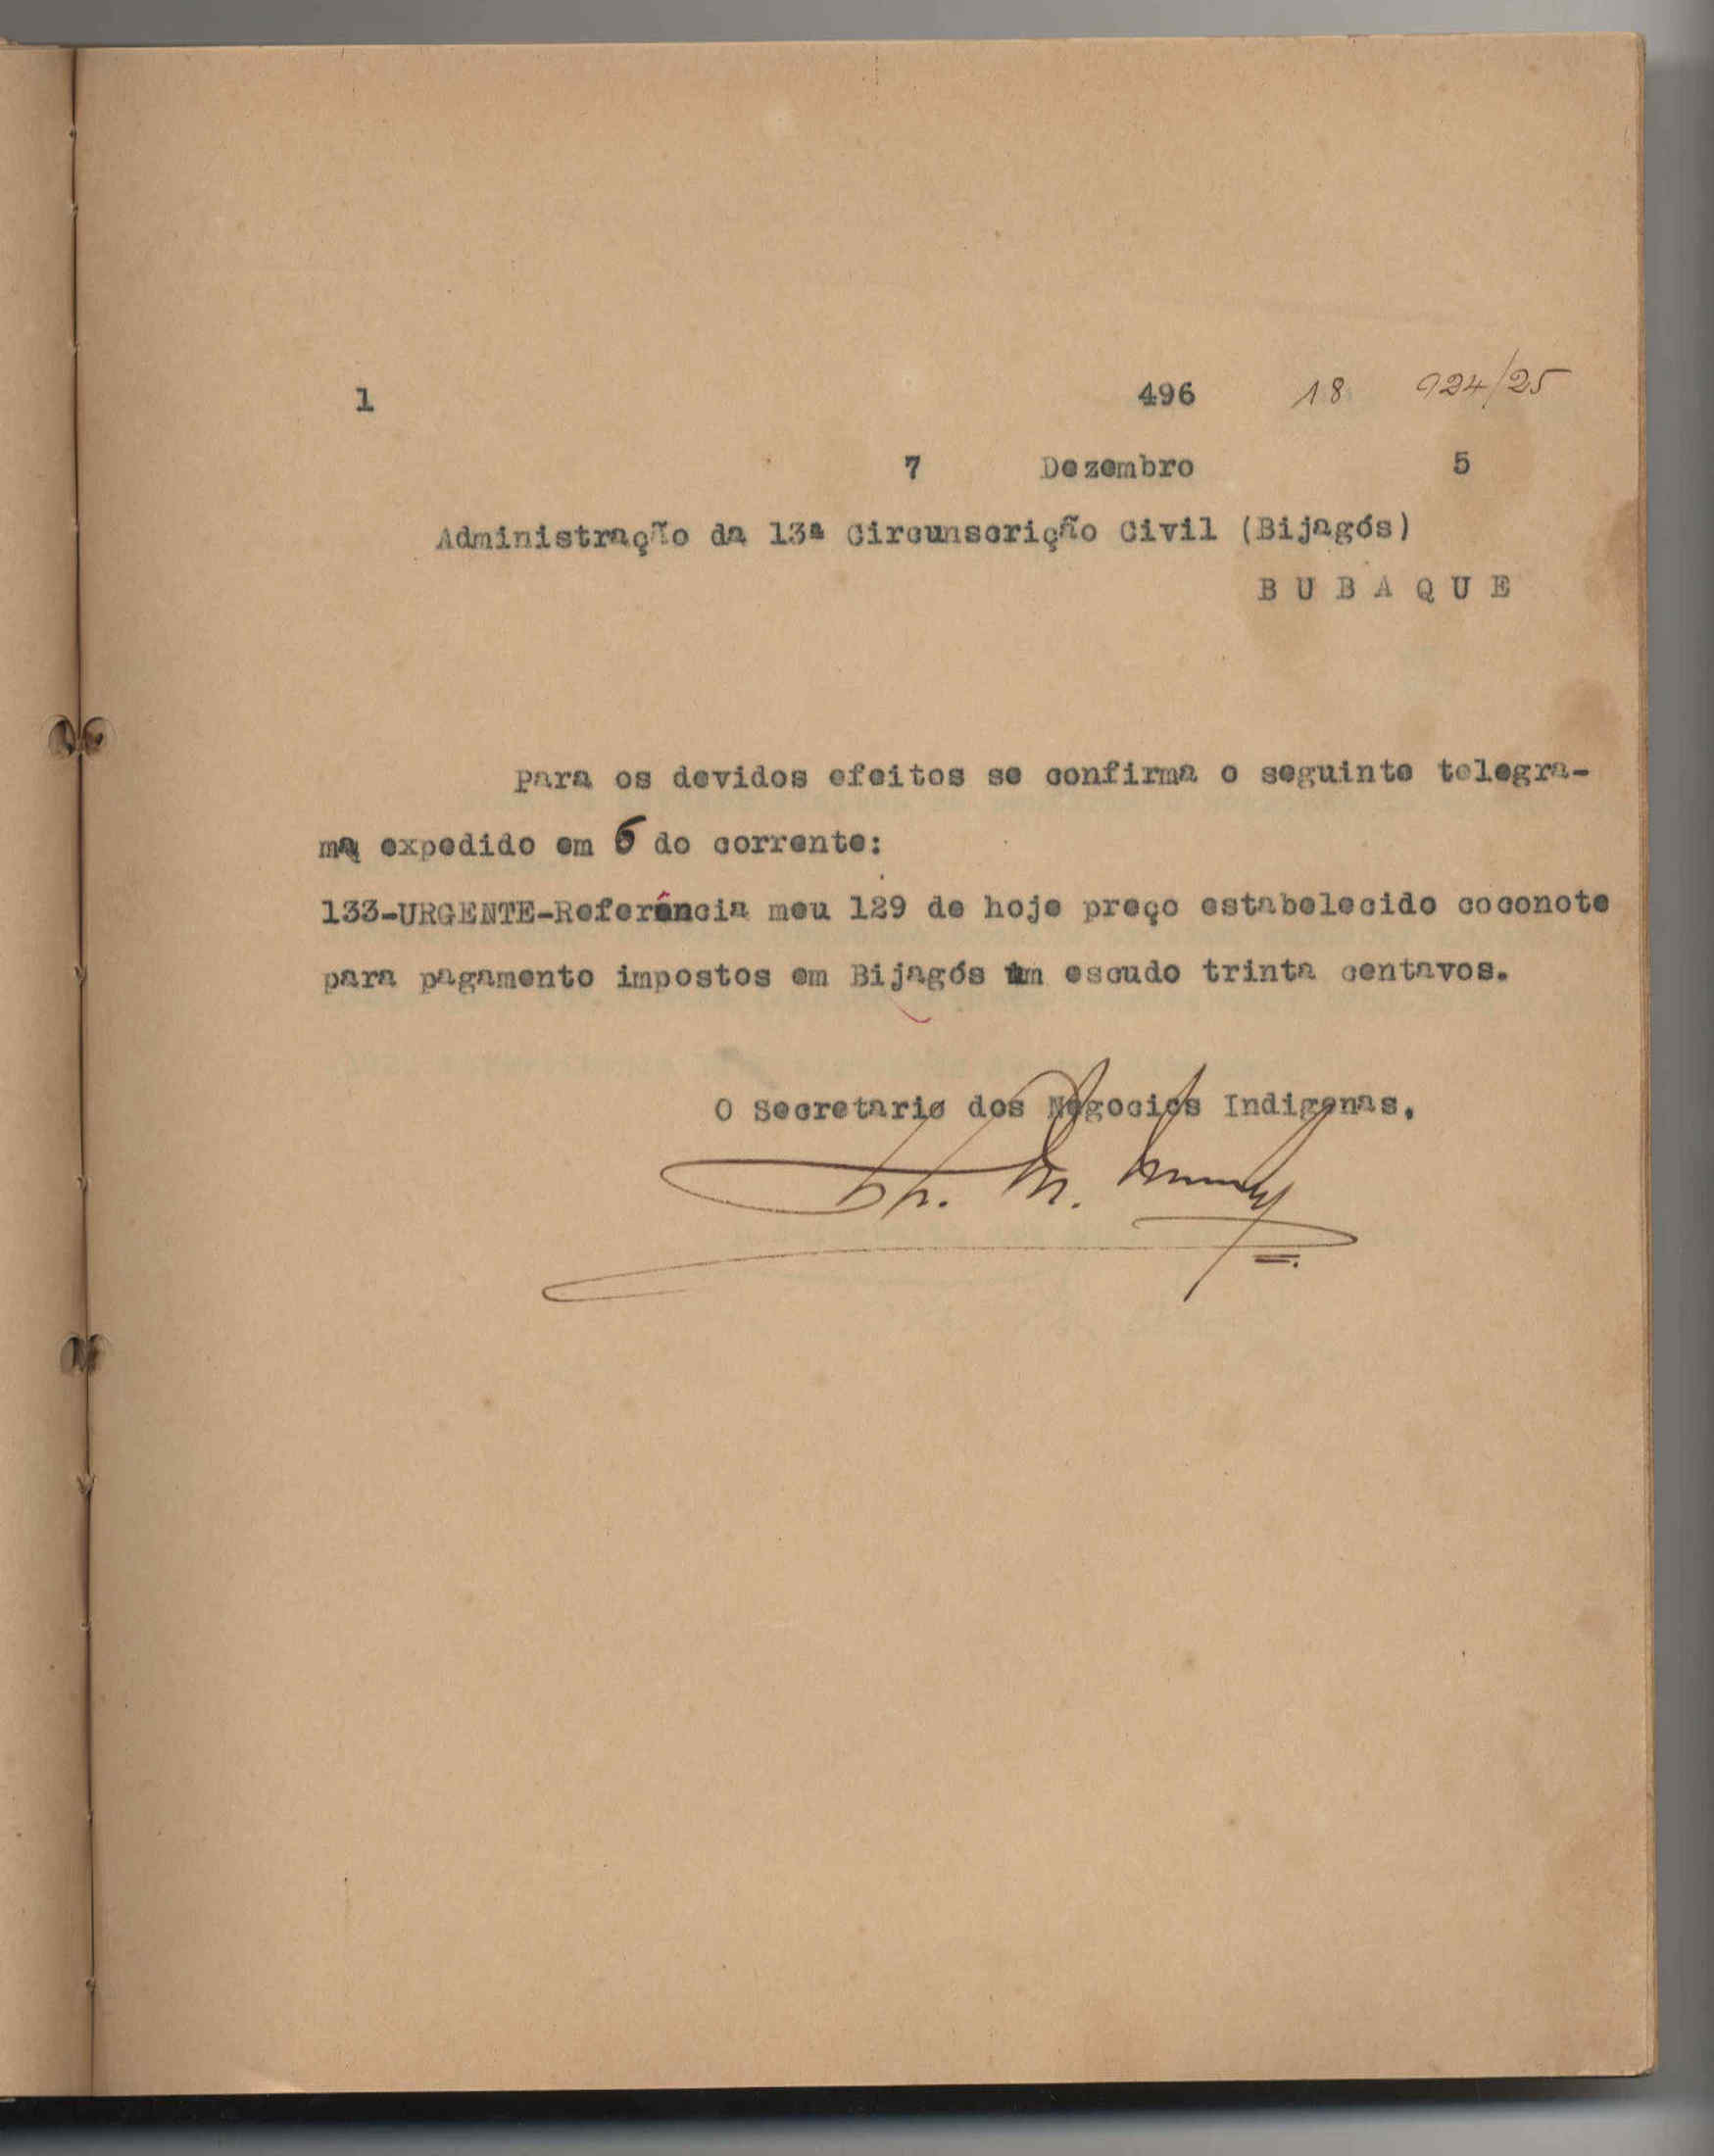 1 496 18 924/25
7 Dezembro 5
Administração da 13ª Circunscrição Civil (Bijagós)
B U B A Q U E
Para os devidos efeitos se confirma o seguinte telegra-
ma expedido em 6 do corrente:
133-URGENTE-Referência meu 129 de hoje preço estabelecido coconote
para pagamento impostos em Bijagós um escudo trinta centavos.
O Secretario dos Negocios Indigenas.